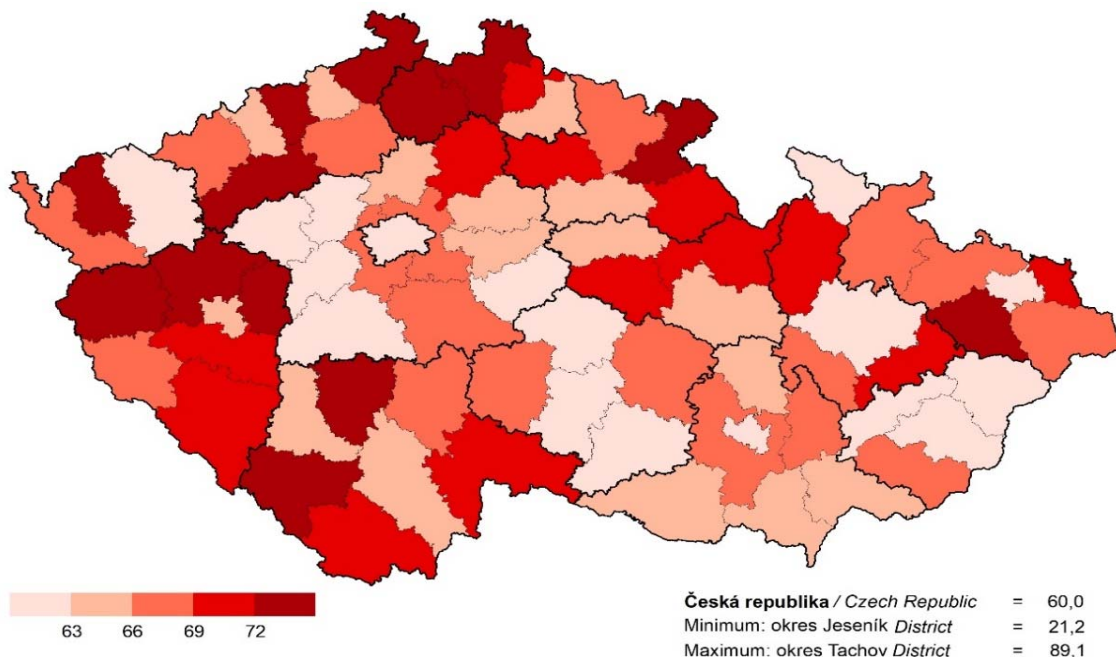 63 66 69 72
Česká republika / Czech Republic = 60,0
Minimum: okres Jeseník District = 21,2
Maximum: okres Tachov District = 89,1